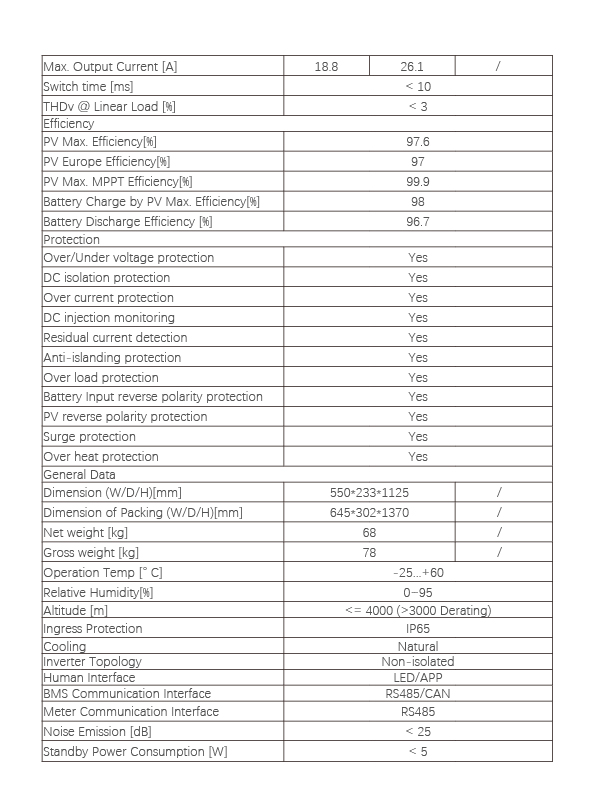 Max. Output Current [A] 18.8 26.1 /
Switch time [ms] < 10
THDv @ Linear Load [%] < 3
Efficiency
PV Max. Efficiency[%] 97.6
PV Europe Efficiency[%] 97
PV Max. MPPT Efficiency[%] 99.9
Battery Charge by PV Max. Efficiency[%] 98
Battery Discharge Efficiency [%] 96.7
Protection
Over/Under voltage protection Yes
DC isolation protection Yes
Over current protection Yes
DC injection monitoring Yes
Residual current detection Yes
Anti-islanding protection Yes
Over load protection Yes
Battery Input reverse polarity protection Yes
PV reverse polarity protection Yes
Surge protection Yes
Over heat protection Yes
General Data
Dimension (W/D/H)[mm] 550*233*1125 /
Dimension of Packing (W/D/H)[mm] 645*302*1370 /
Net weight [kg] 68 /
Gross weight [kg] 78 /
Operation Temp [° C] -25...+60
Relative Humidity[%] 0-95
Altitude [m] <= 4000 (>3000 Derating)
Ingress Protection IP65
Cooling Natural
Inverter Topology Non-isolated
Human Interface LED/APP
BMS Communication Interface RS485/CAN
Meter Communication Interface RS485
Noise Emission [dB] < 25
Standby Power Consumption [W] < 5